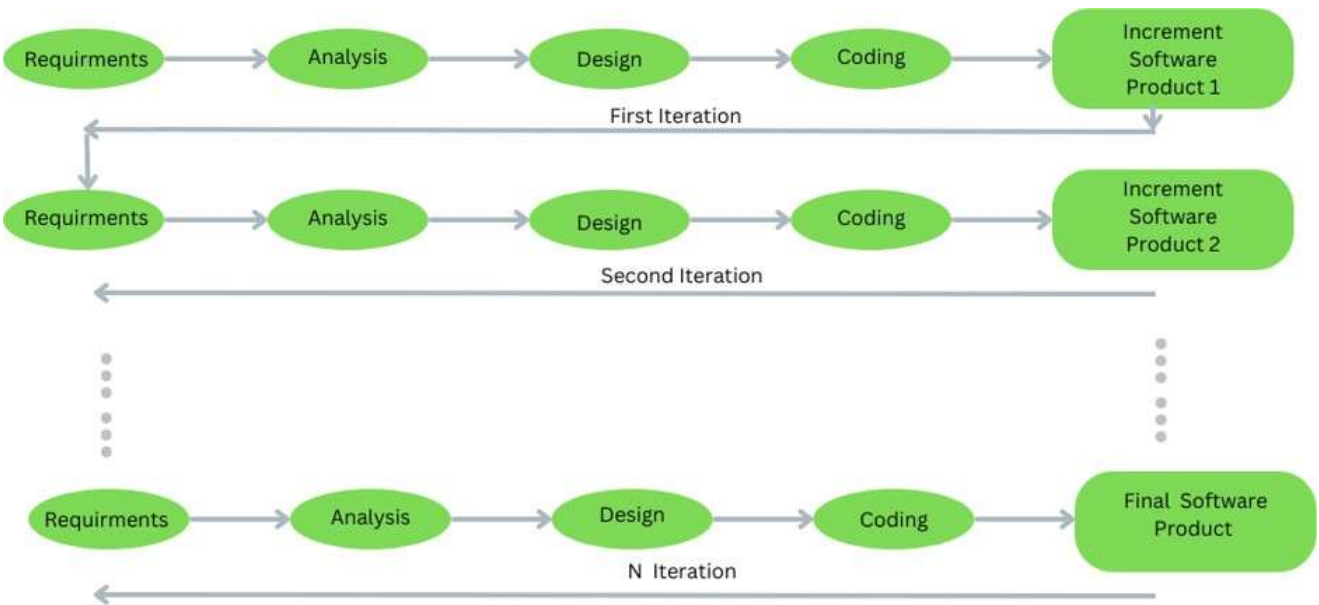 Requirments
Analysis
Design
Coding
Increment
Software
Product 1
First Iteration
Requirments
Analysis
Design
Coding
Increment
Software
Product 2
Second Iteration
Requirments
Analysis
Design
Coding
Final Software
Product
N Iteration